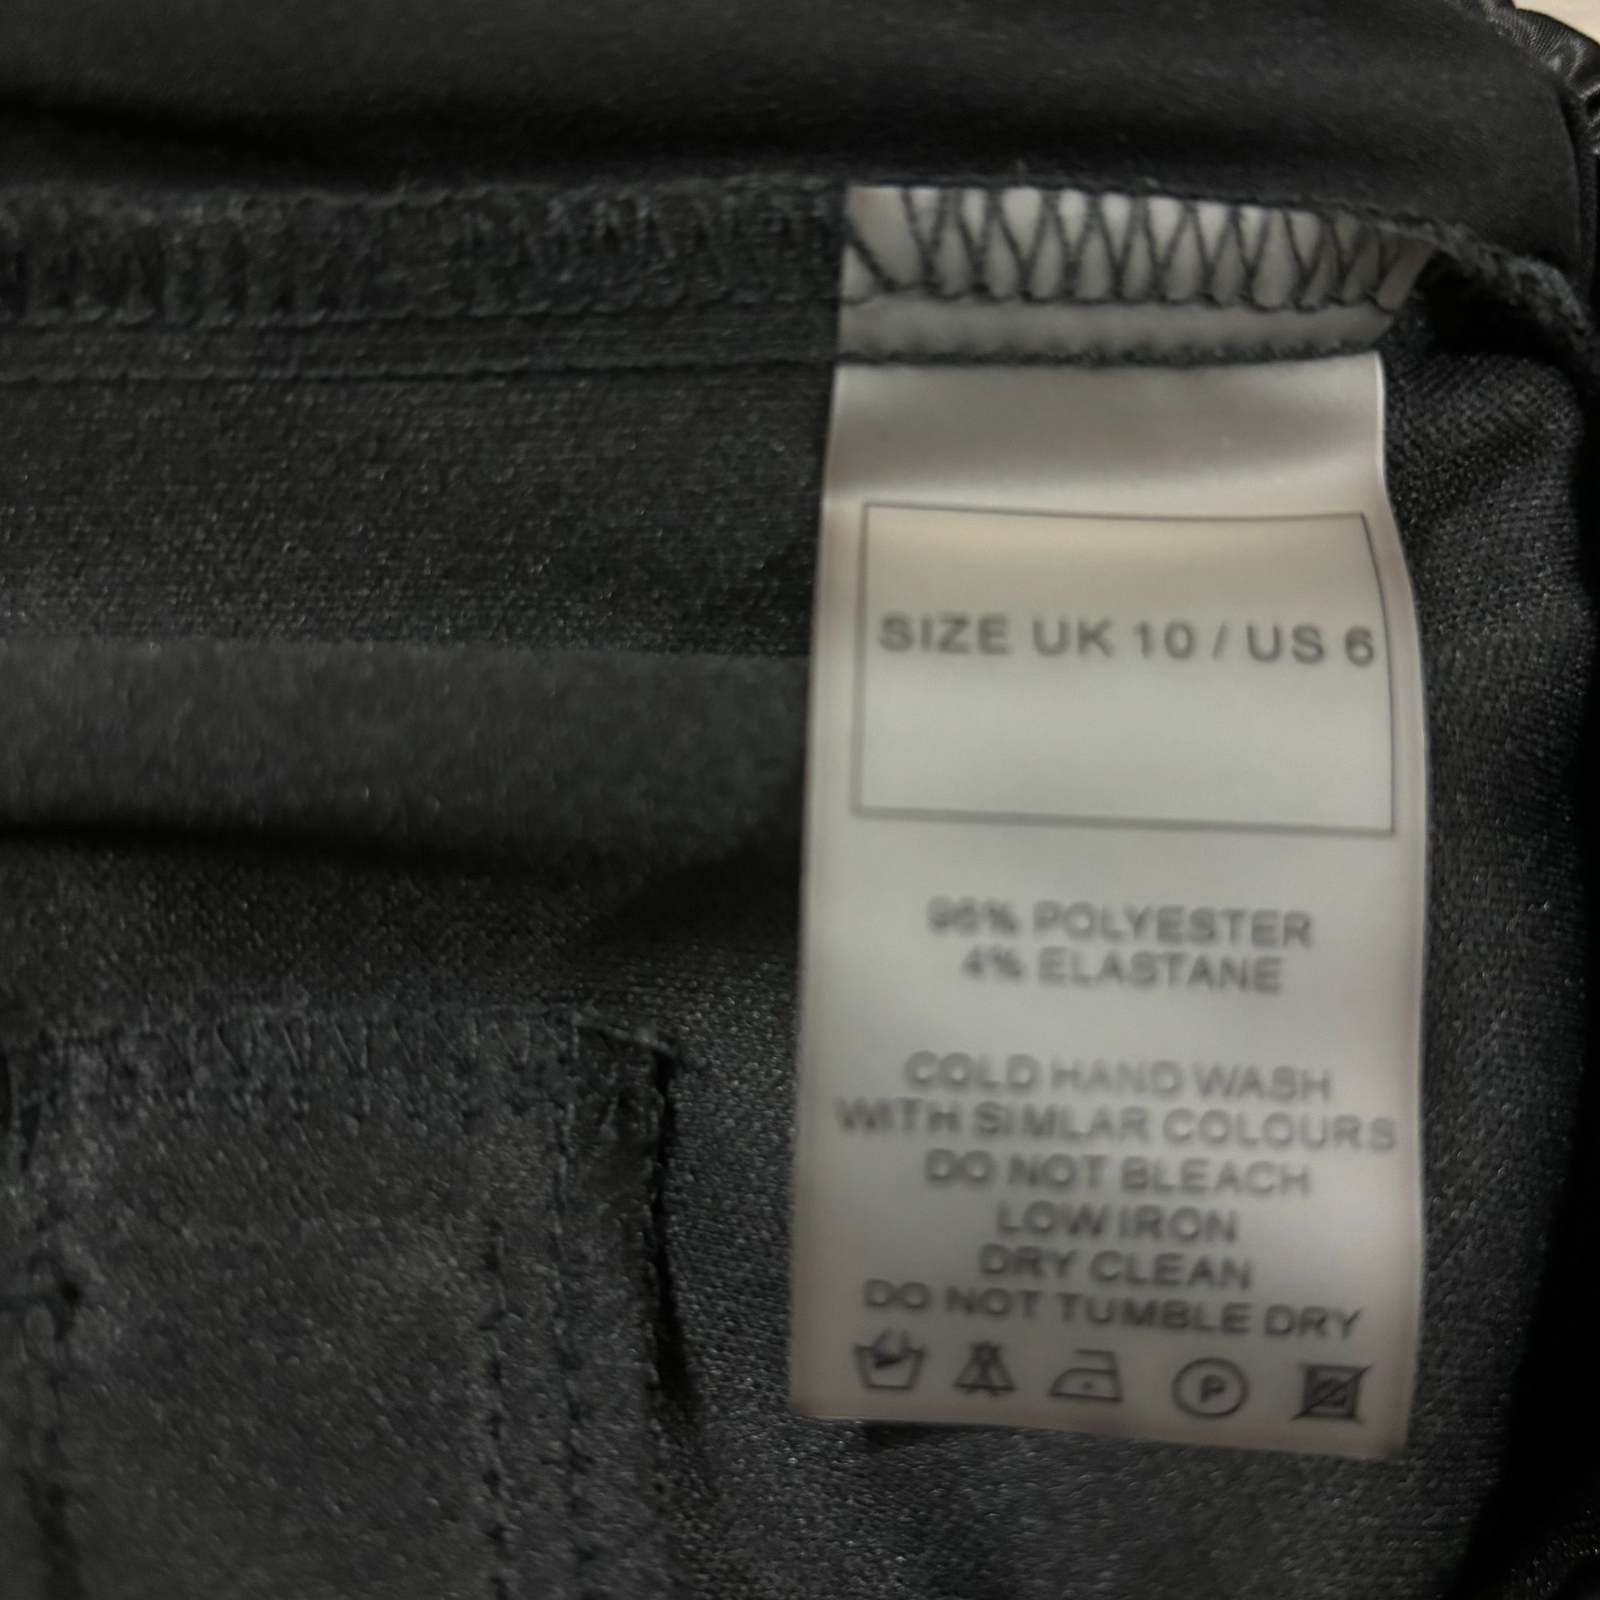 SIZE UK 10 / US 6
96% POLYESTER
4% ELASTANE
COLD HAND WASH
WITH SIMLAR COLOURS
DO NOT BLEACH
LOW IRON
DRY CLEAN
DO NOT TUMBLE DRY
P